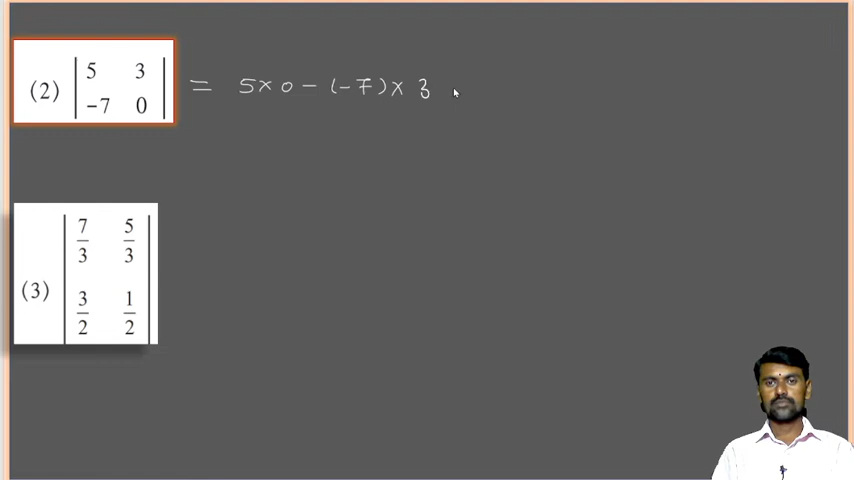 (2) | 5 3 | = 5 × 0 − (−7) × 3
| −7 0 |
(3) | 7/3 5/3 |
| 3/2 1/2 |